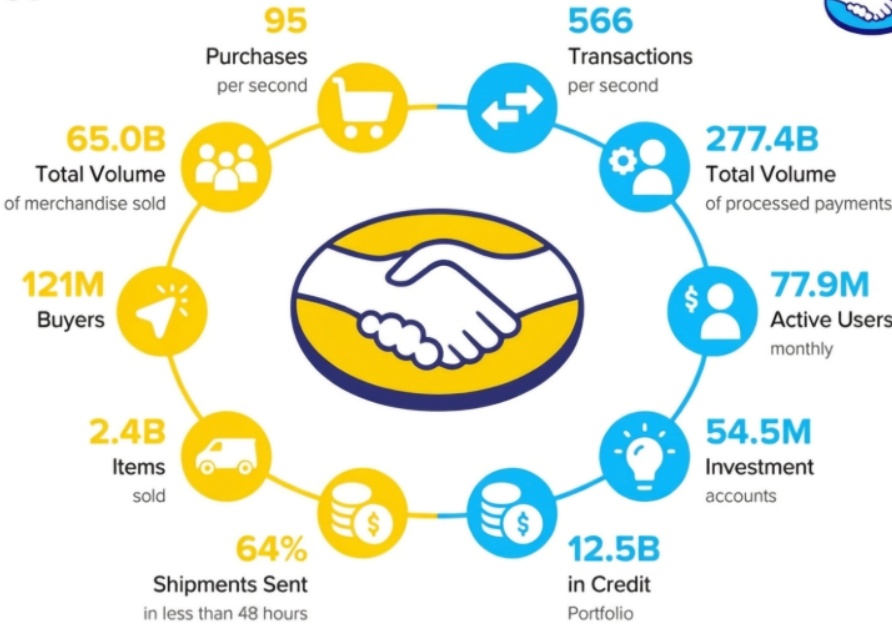 95
Purchases
per second
566
Transactions
per second
65.0B
Total Volume
of merchandise sold
277.4B
Total Volume
of processed payments
121M
Buyers
77.9M
Active Users
monthly
2.4B
Items
sold
54.5M
Investment
accounts
64%
Shipments Sent
in less than 48 hours
12.5B
in Credit
Portfolio
$
$
$